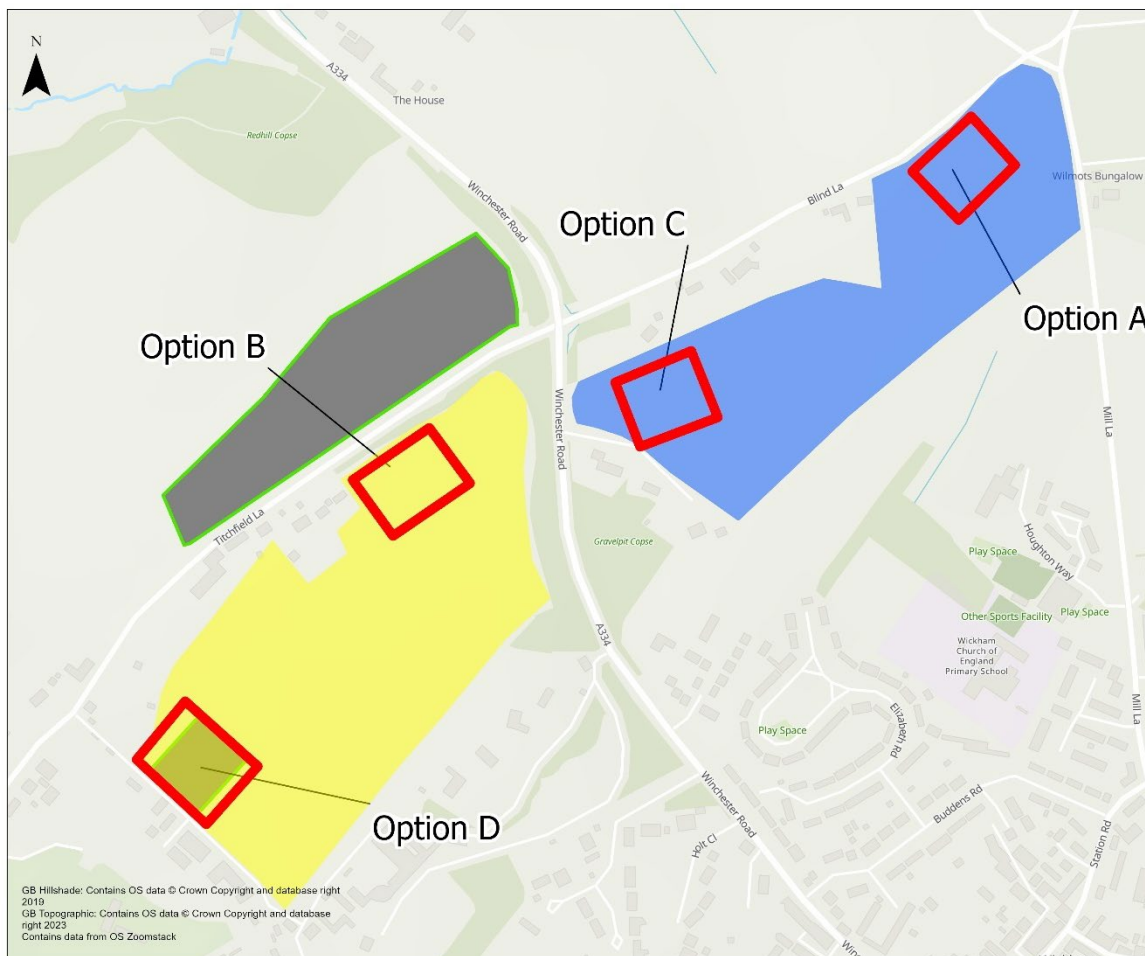 N
A334
The House
Redhill Copse
Winchester Road
Blind La
Wilmots Bungalow
Option C
Option A
Option B
Winchester Road
Mill La
Titchfield La
Gravelpit Copse
Houghton Way
Play Space
Other Sports Facility
Play Space
Wickham
Church of
England
Primary School
A334
Mill La
Elizabeth Rd
Play Space
Option D
Winchester Road
Buddens Rd
Holt Cl
Station Rd
GB Hillshade: Contains OS data © Crown Copyright and database right
2019
GB Topographic: Contains OS data © Crown Copyright and database
right 2023
Contains data from OS Zoomstack